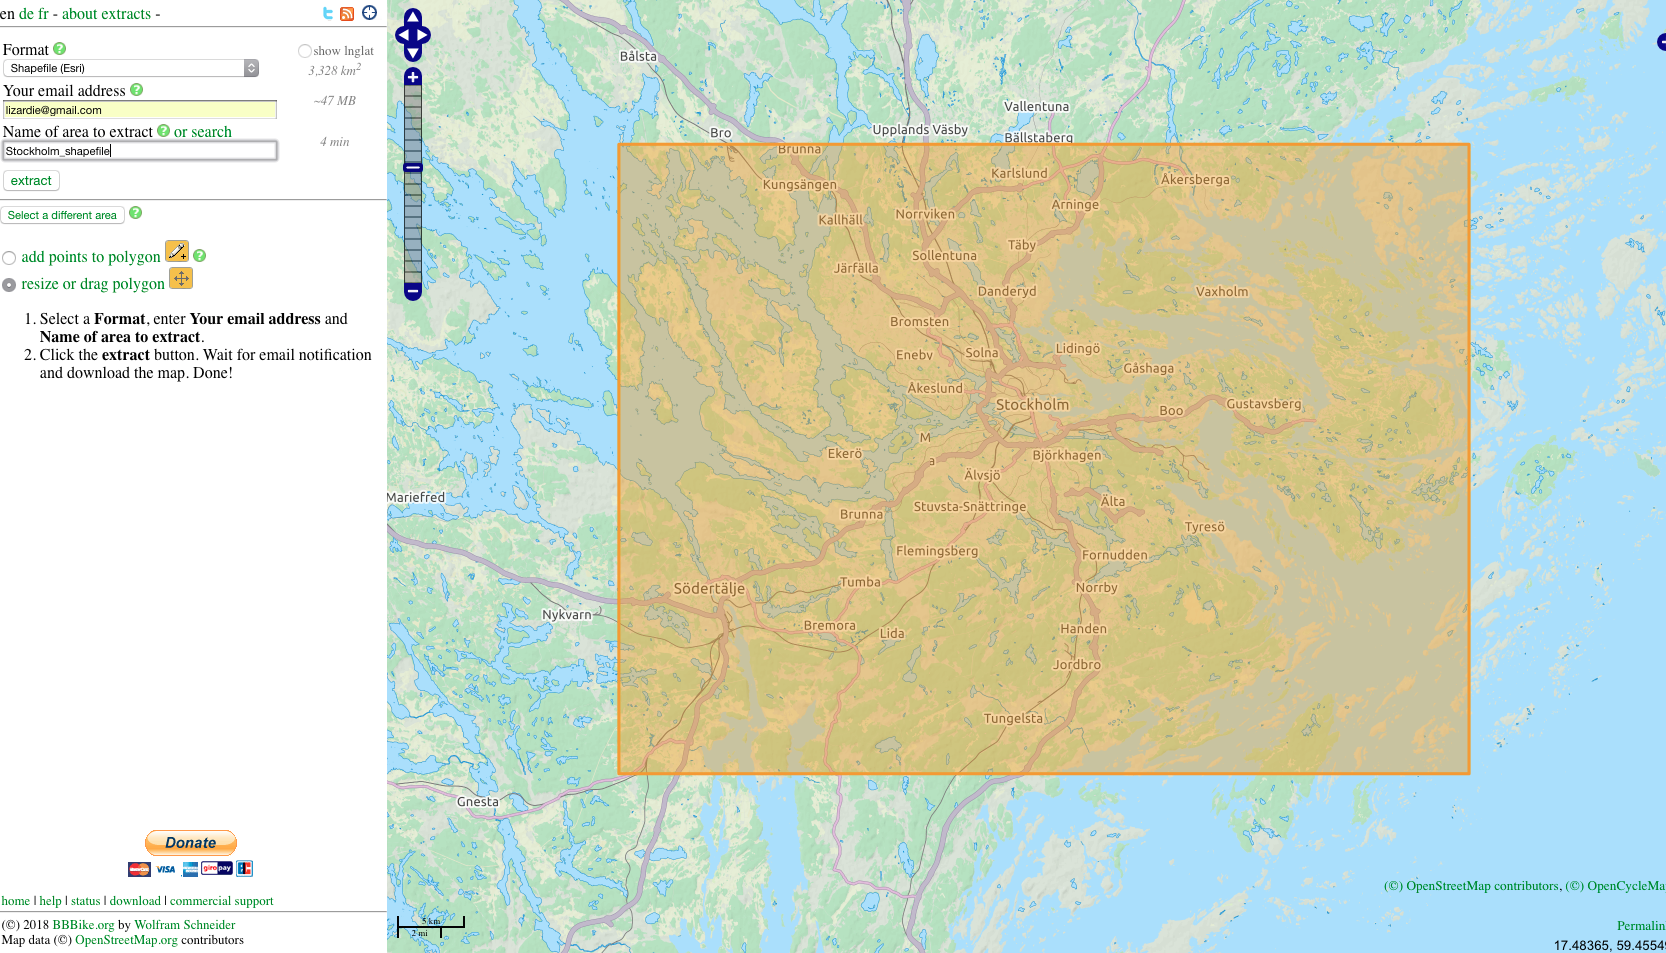 en de fr - about extracts -
Format
show lnglat
Shapefile (Esri)
3,328 km2
Your email address
~47 MB
lizardie@gmail.com
Name of area to extract or search
4 min
Stockholm_shapefile
extract
Select a different area
add points to polygon
resize or drag polygon
1. Select a Format, enter Your email address and
Name of area to extract.
2. Click the extract button. Wait for email notification
and download the map. Done!
Donate
VISA
giropay
home | help | status | download | commercial support
(©) 2018 BBBike.org by Wolfram Schneider
Map data (©) OpenStreetMap.org contributors
Bålsta
Vallentuna
Bro
Upplands Väsby
Bällstaberg
Brunna
Karlslund
Åkersberga
Kungsängen
Arninge
Kallhäll
Norrviken
Täby
Sollentuna
Järfälla
Danderyd
Vaxholm
Bromsten
Eneby
Solna
Lidingö
Gåshaga
Åkeslund
Stockholm
Boo
Gustavsberg
M
a
Ekerö
Björkhagen
Älvsjö
Mariefred
Stuvsta-Snättringe
Älta
Brunna
Tyresö
Flemingsberg
Fornudden
Tumba
Södertälje
Norrby
Nykvarn
Bremora
Lida
Handen
Jordbro
Tungelsta
Gnesta
(©) OpenStreetMap contributors, (©) OpenCycleMa
5 km
2 mi
Permalin
17.48365, 59.4554